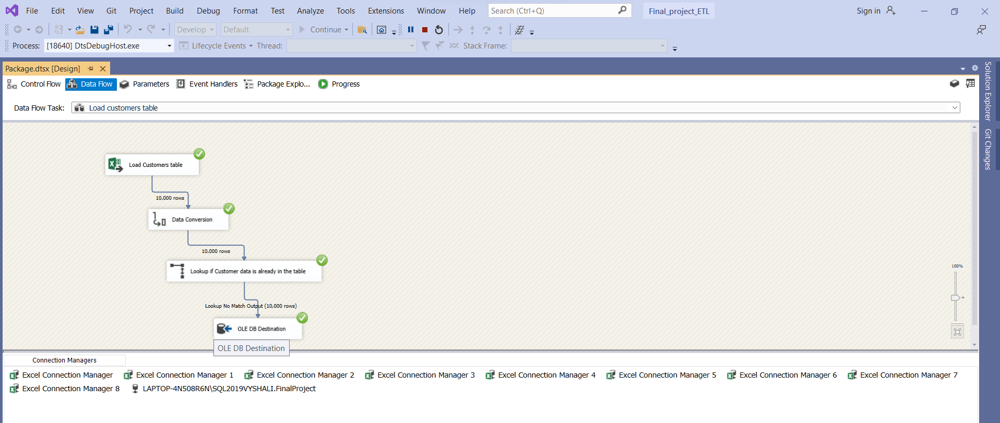 File Edit View Git Project Build Debug Format Test Analyze Tools Extensions Window Help Search (Ctrl+Q) Final_project_ETL Sign in
Develop Default Continue
Process: [18640] DtsDebugHost.exe Lifecycle Events Thread: Stack Frame:
Package.dtsx [Design]
Control Flow Data Flow Parameters Event Handlers Package Explo... Progress
Data Flow Task: Load customers table
Solution Explorer
Git Changes
Load Customers table
10,000 rows
Data Conversion
10,000 rows
Lookup if Customer data is already in the table
Lookup No Match Output (10,000 rows)
OLE DB Destination
OLE DB Destination
100%
Connection Managers
Excel Connection Manager Excel Connection Manager 1 Excel Connection Manager 2 Excel Connection Manager 3 Excel Connection Manager 4 Excel Connection Manager 5 Excel Connection Manager 6 Excel Connection Manager 7
Excel Connection Manager 8 LAPTOP-4N508R6N\SQL2019VYSHALI.FinalProject